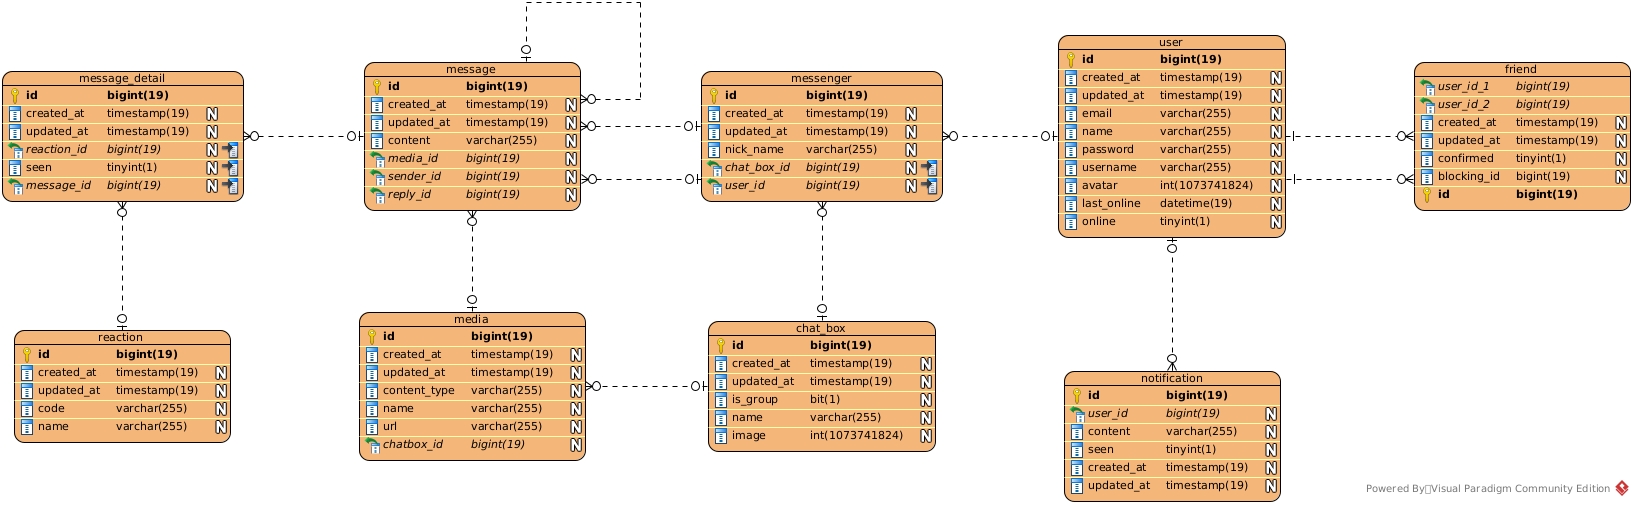 message_detail
id bigint(19)
created_at timestamp(19) N
updated_at timestamp(19) N
reaction_id bigint(19) N
seen tinyint(1) N
message_id bigint(19) N
message
id bigint(19)
created_at timestamp(19) N
updated_at timestamp(19) N
content varchar(255) N
media_id bigint(19) N
sender_id bigint(19) N
reply_id bigint(19) N
messenger
id bigint(19)
created_at timestamp(19) N
updated_at timestamp(19) N
nick_name varchar(255) N
chat_box_id bigint(19) N
user_id bigint(19) N
user
id bigint(19)
created_at timestamp(19) N
updated_at timestamp(19) N
email varchar(255) N
name varchar(255) N
password varchar(255) N
username varchar(255) N
avatar int(1073741824) N
last_online datetime(19) N
online tinyint(1) N
friend
user_id_1 bigint(19)
user_id_2 bigint(19)
created_at timestamp(19) N
updated_at timestamp(19) N
confirmed tinyint(1) N
blocking_id bigint(19) N
id bigint(19)
reaction
id bigint(19)
created_at timestamp(19) N
updated_at timestamp(19) N
code varchar(255) N
name varchar(255) N
media
id bigint(19)
created_at timestamp(19) N
updated_at timestamp(19) N
content_type varchar(255) N
name varchar(255) N
url varchar(255) N
chatbox_id bigint(19) N
chat_box
id bigint(19)
created_at timestamp(19) N
updated_at timestamp(19) N
is_group bit(1) N
name varchar(255) N
image int(1073741824) N
notification
id bigint(19)
user_id bigint(19) N
content varchar(255) N
seen tinyint(1) N
created_at timestamp(19) N
updated_at timestamp(19) N
Powered By Visual Paradigm Community Edition